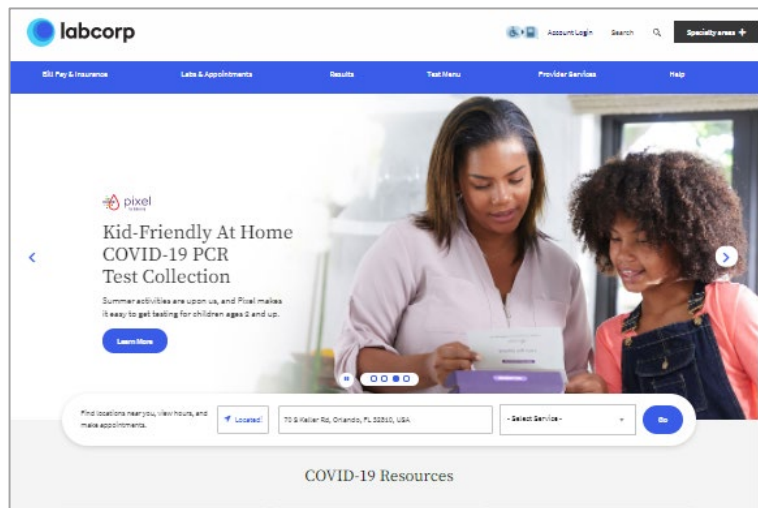 labcorp
Account Login
Search
Specialty areas +
Bill Pay & Insurance
Labs & Appointments
Results
Test Menu
Provider Services
Help
pixel
Kid-Friendly At Home
COVID-19 PCR
Test Collection
Summer activities are upon us, and Pixel makes
it easy to get testing for children ages 2 and up.
Learn More
Find locations near you, view hours, and
make appointments.
Located!
70 S Keller Rd, Orlando, FL 32810, USA
- Select Service -
Go
COVID-19 Resources